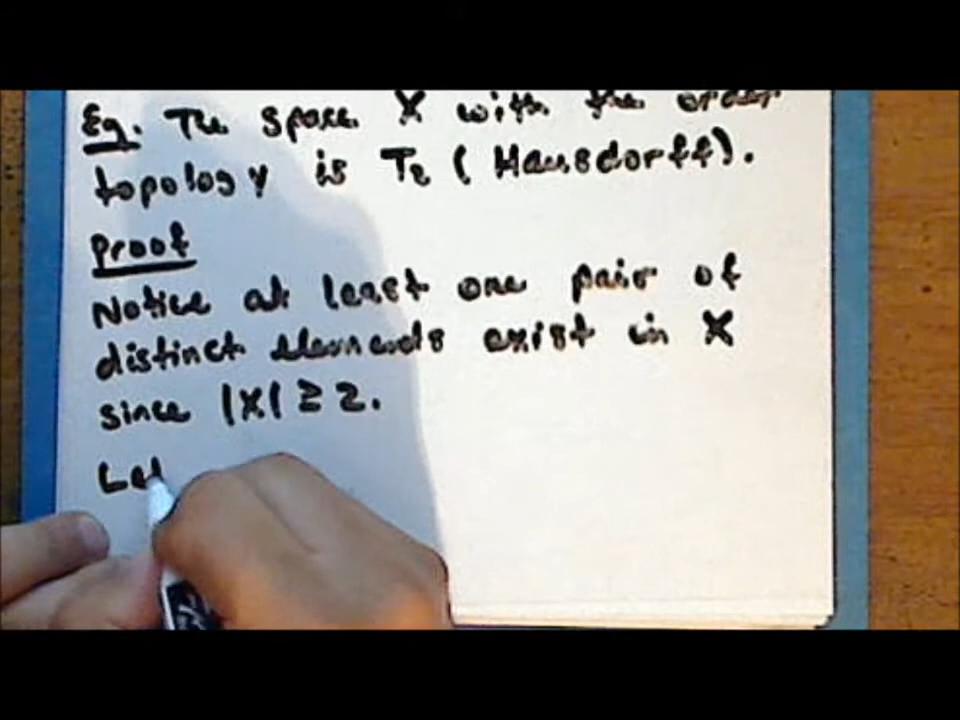 Eg. The space X with the order
topology is T2 (Hausdorff).
Proof
Notice at least one pair of
distinct elements exist in X
since |X| ≥ 2.
Let